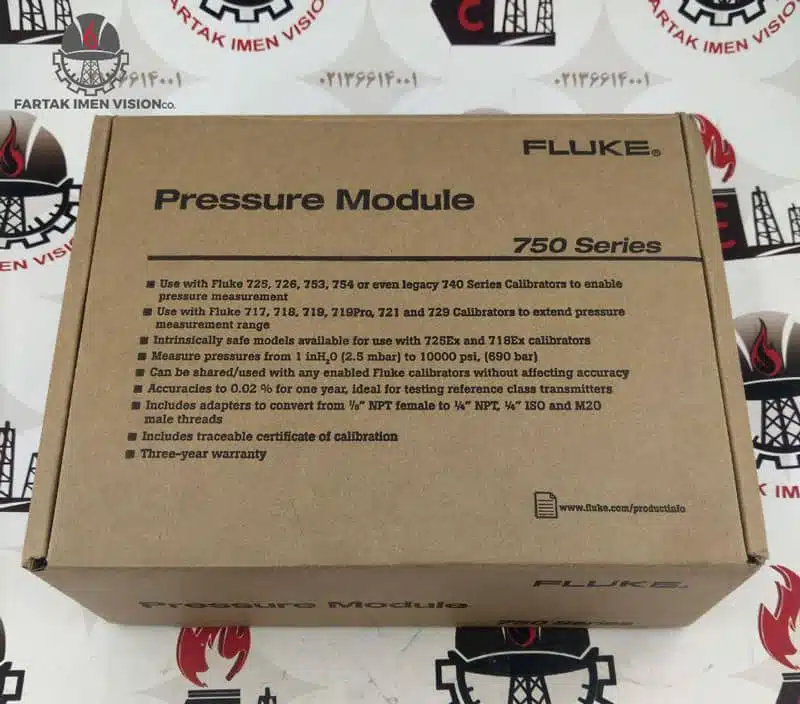 TAK IMEN VISION
C
FARTAK IMEN VISION
۰۲۱۳۶۶۱۴۰۰۱
۰۲۱۳۶۶۱۴۰۰۱
FARTAK IMEN VISION CO.
FLUKE®
Pressure Module
750 Series
■ Use with Fluke 725, 726, 753, 754 or even legacy 740 Series Calibrators to enable
pressure measurement
■ Use with Fluke 717, 718, 719, 719Pro, 721 and 729 Calibrators to extend pressure
measurement range
■ Intrinsically safe models available for use with 725Ex and 718Ex calibrators
■ Measure pressures from 1 inH₂O (2.5 mbar) to 10000 psi, (690 bar)
■ Can be shared/used with any enabled Fluke calibrators without affecting accuracy
■ Accuracies to 0.02 % for one year, ideal for testing reference class transmitters
■ Includes adapters to convert from ⅛" NPT female to ¼" NPT, ¼" ISO and M20
male threads
■ Includes traceable certificate of calibration
■ Three-year warranty
www.fluke.com/productinfo
FLUKE®
Pressure Module
750 Series